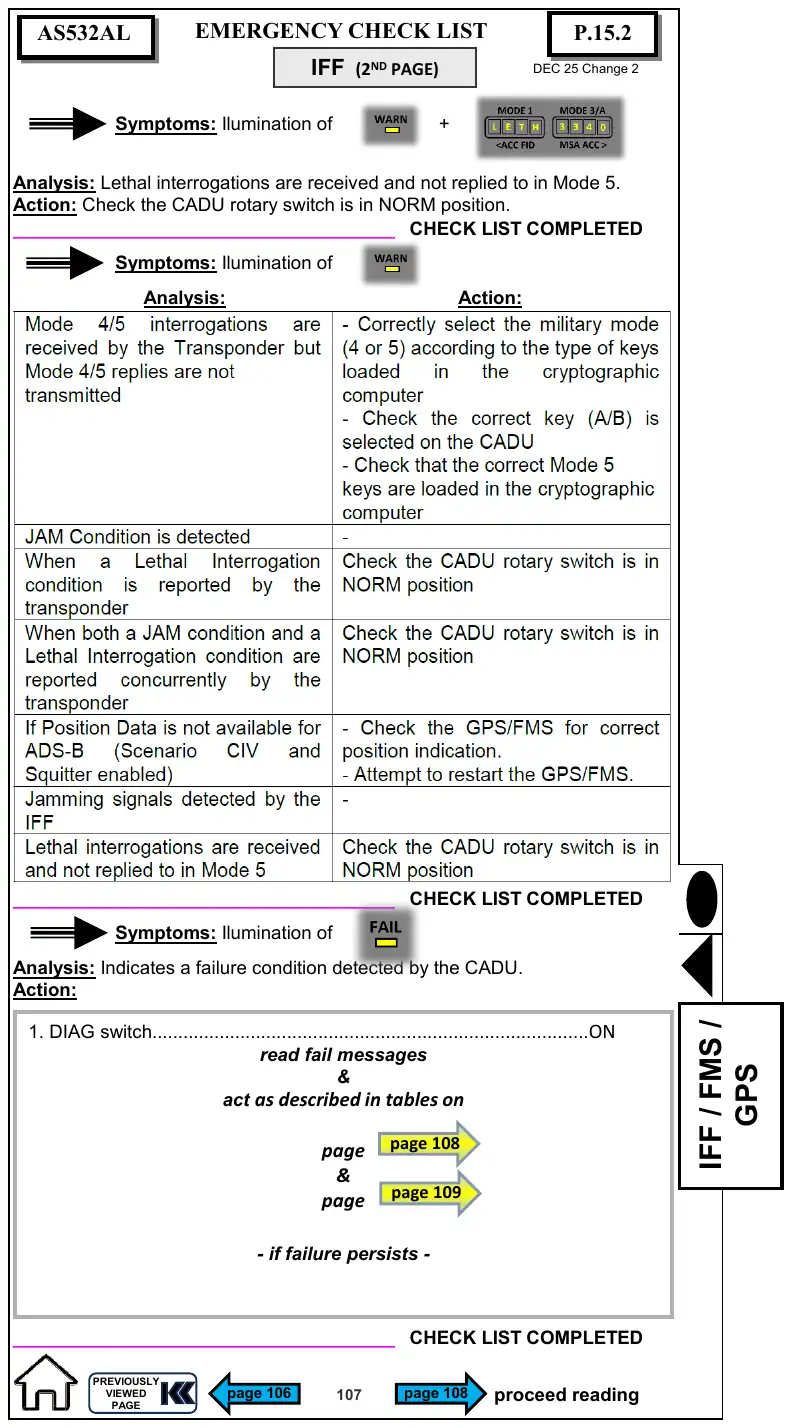 AS532AL
EMERGENCY CHECK LIST
P.15.2
IFF (2ND PAGE)
DEC 25 Change 2
Symptoms: Ilumination of
WARN
+
MODE 1 MODE 3/A
L E T H 3 3 4 0
<ACC FID MSA ACC >
Analysis: Lethal interrogations are received and not replied to in Mode 5.
Action: Check the CADU rotary switch is in NORM position.
CHECK LIST COMPLETED
Symptoms: Ilumination of
WARN
Analysis:
Action:
Mode 4/5 interrogations are
received by the Transponder but
Mode 4/5 replies are not
transmitted
- Correctly select the military mode
(4 or 5) according to the type of keys
loaded in the cryptographic
computer
- Check the correct key (A/B) is
selected on the CADU
- Check that the correct Mode 5
keys are loaded in the cryptographic
computer
JAM Condition is detected
-
When a Lethal Interrogation
condition is reported by the
transponder
Check the CADU rotary switch is in
NORM position
When both a JAM condition and a
Lethal Interrogation condition are
reported concurrently by the
transponder
Check the CADU rotary switch is in
NORM position
If Position Data is not available for
ADS-B (Scenario CIV and
Squitter enabled)
- Check the GPS/FMS for correct
position indication.
- Attempt to restart the GPS/FMS.
Jamming signals detected by the
IFF
-
Lethal interrogations are received
and not replied to in Mode 5
Check the CADU rotary switch is in
NORM position
CHECK LIST COMPLETED
Symptoms: Ilumination of
FAIL
Analysis: Indicates a failure condition detected by the CADU.
Action:
1. DIAG switch....................................................................................ON
read fail messages
&
act as described in tables on
page page 108
&
page page 109
- if failure persists -
IFF / FMS /
GPS
CHECK LIST COMPLETED
PREVIOUSLY
VIEWED
PAGE
page 106
107
page 108
proceed reading